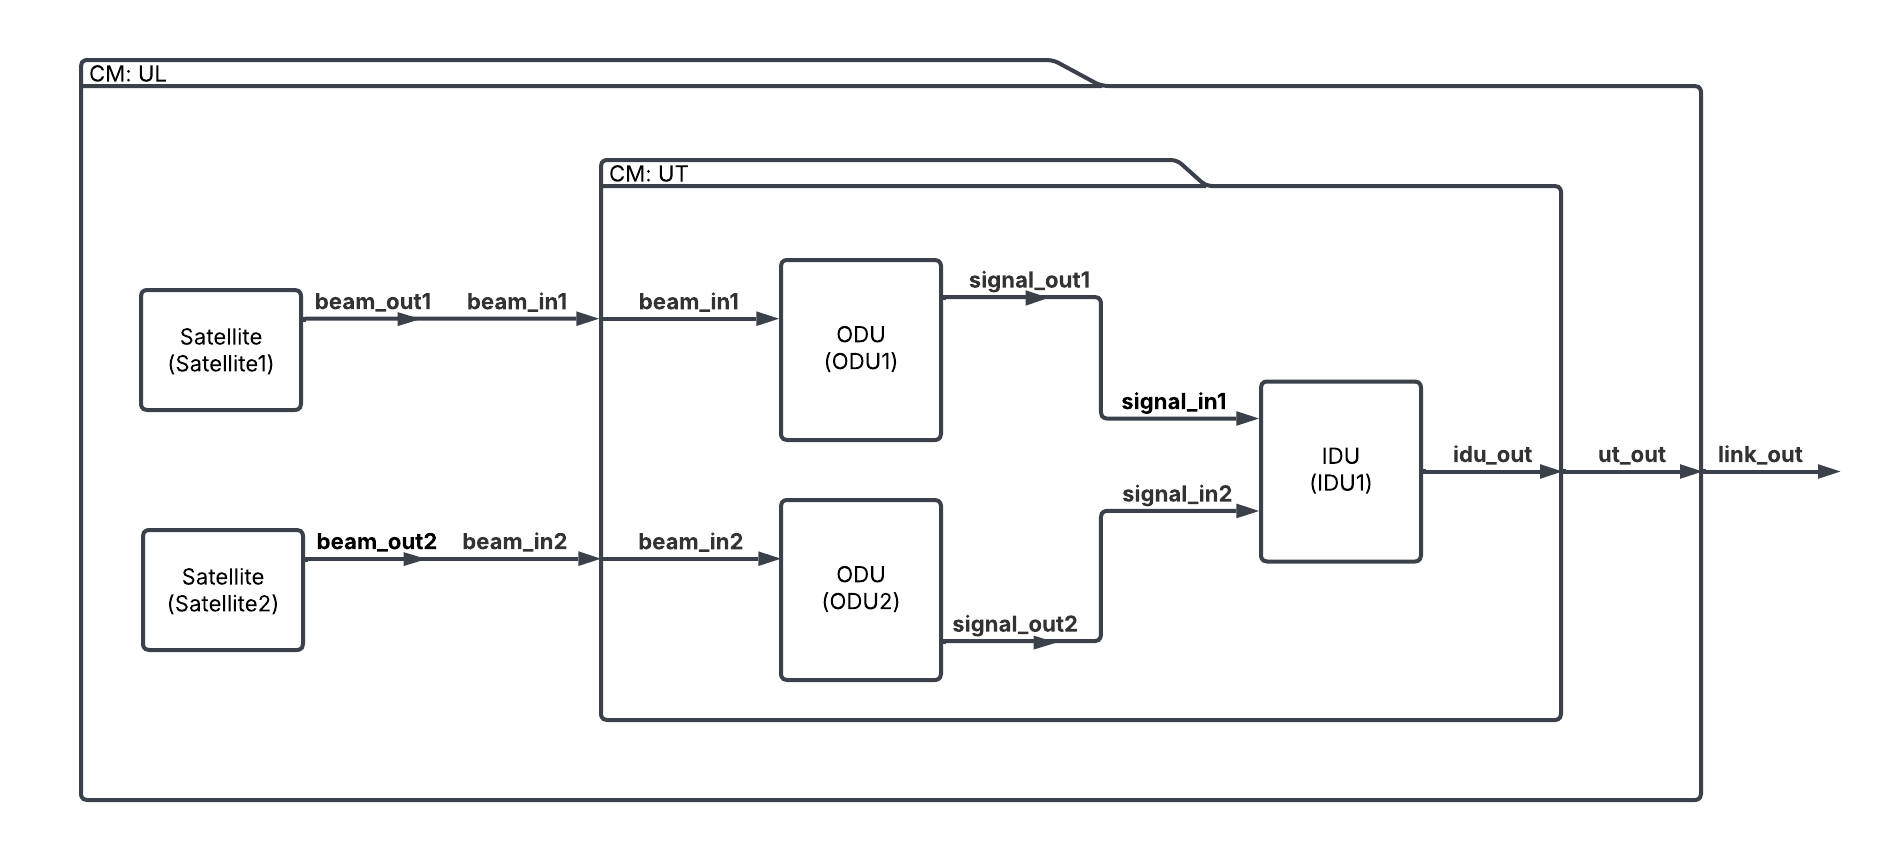 CM: UL
CM: UT
beam_out1
beam_in1
beam_in1
signal_out1
Satellite
(Satellite1)
ODU
(ODU1)
signal_in1
IDU
(IDU1)
idu_out
ut_out
link_out
signal_in2
beam_out2
beam_in2
beam_in2
Satellite
(Satellite2)
ODU
(ODU2)
signal_out2